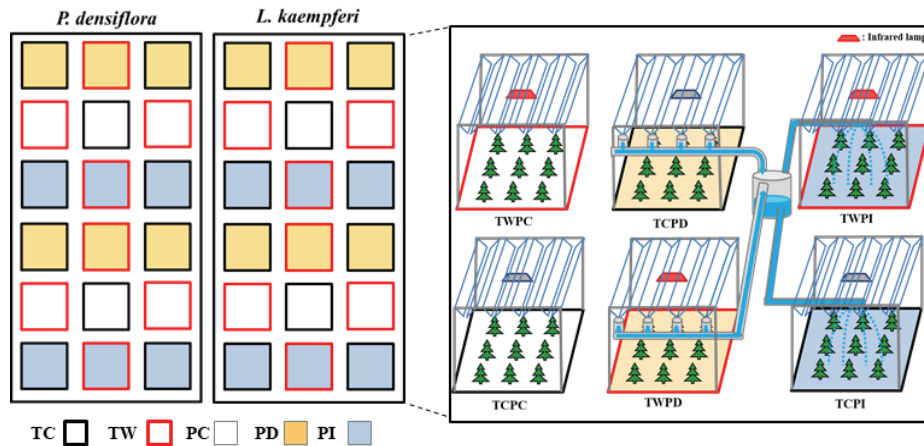 P. densiflora
L. kaempferi
: Infrared lamp
TWPC
TCPD
TWPI
TCPC
TWPD
TCPI
TC
TW
PC
PD
PI